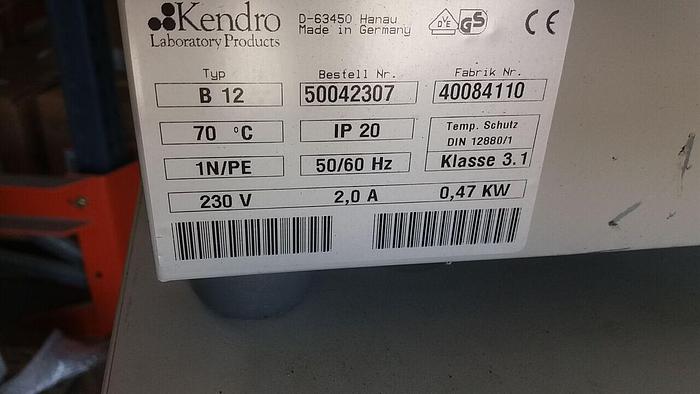 Kendro
Laboratory Products
D-63450 Hanau
Made in Germany
VDE GS CE
Typ Bestell Nr. Fabrik Nr.
B 12 50042307 40084110
70 °C IP 20 Temp. Schutz
DIN 12880/1
1N/PE 50/60 Hz Klasse 3.1
230 V 2,0 A 0,47 KW